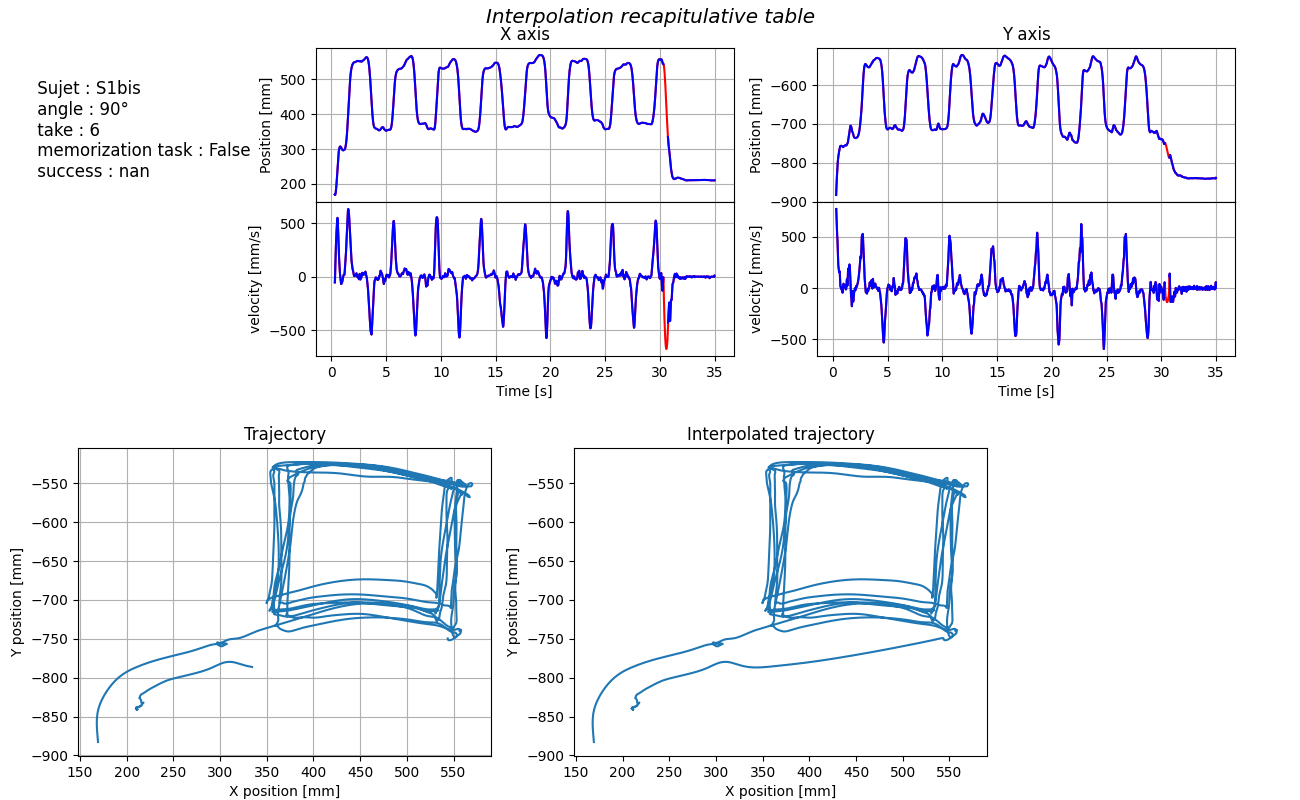 Interpolation recapitulative table
Sujet : S1bis
angle : 90°
take : 6
memorization task : False
success : nan
X axis
Position [mm]
500
400
300
200
velocity [mm/s]
500
0
−500
0 5 10 15 20 25 30 35
Time [s]
Y axis
Position [mm]
−600
−700
−800
−900
velocity [mm/s]
500
0
−500
0 5 10 15 20 25 30 35
Time [s]
Trajectory
Y position [mm]
−550
−600
−650
−700
−750
−800
−850
−900
150 200 250 300 350 400 450 500 550
X position [mm]
Interpolated trajectory
Y position [mm]
−550
−600
−650
−700
−750
−800
−850
−900
150 200 250 300 350 400 450 500 550
X position [mm]